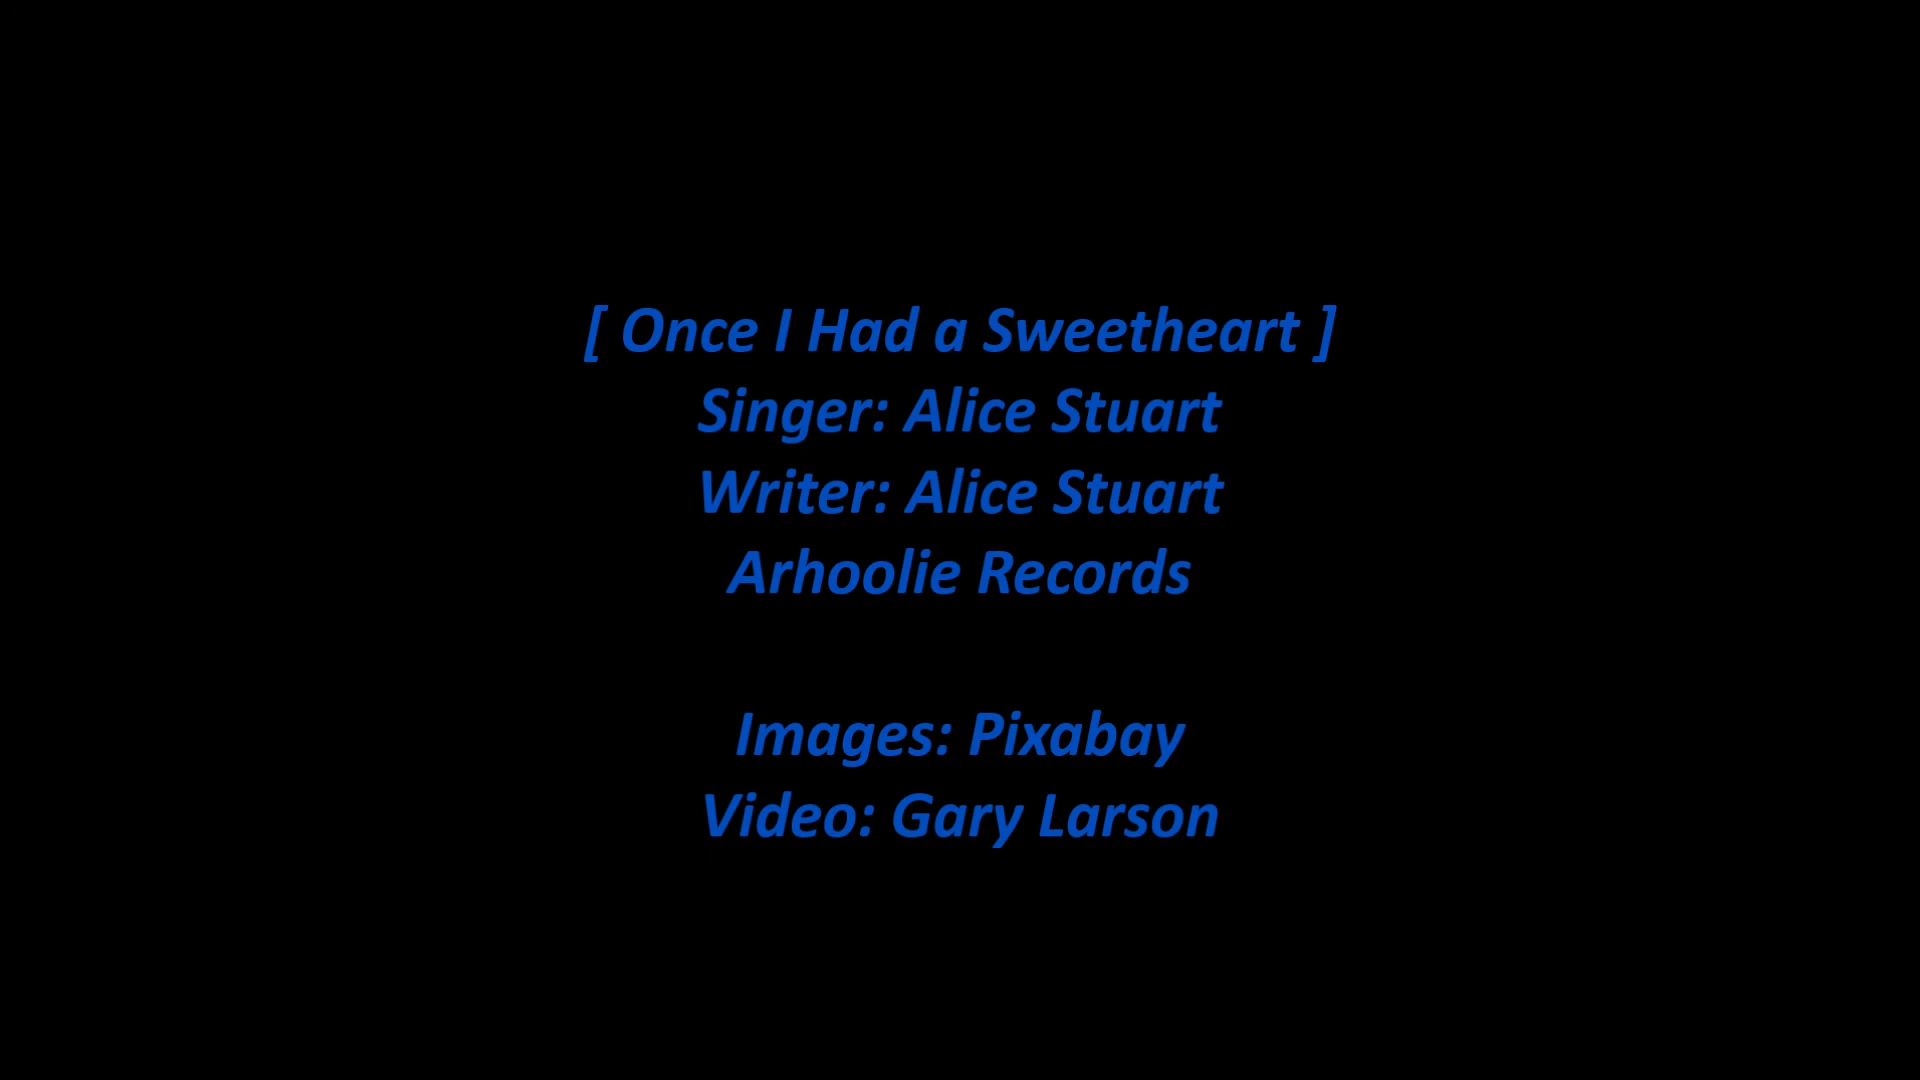 [ Once I Had a Sweetheart ]
Singer: Alice Stuart
Writer: Alice Stuart
Arhoolie Records
Images: Pixabay
Video: Gary Larson